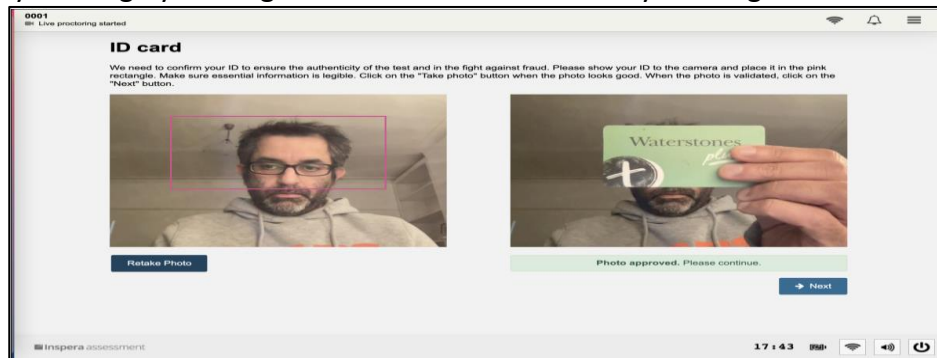 0001
Live proctoring started
ID card
We need to confirm your ID to ensure the authenticity of the test and in the fight against fraud. Please show your ID to the camera and place it in the pink
rectangle. Make sure essential information is legible. Click on the "Take photo" button when the photo looks good. When the photo is validated, click on the
"Next" button.
Waterstones
Retake Photo
Photo approved. Please continue.
→ Next
inspera assessment
17:43